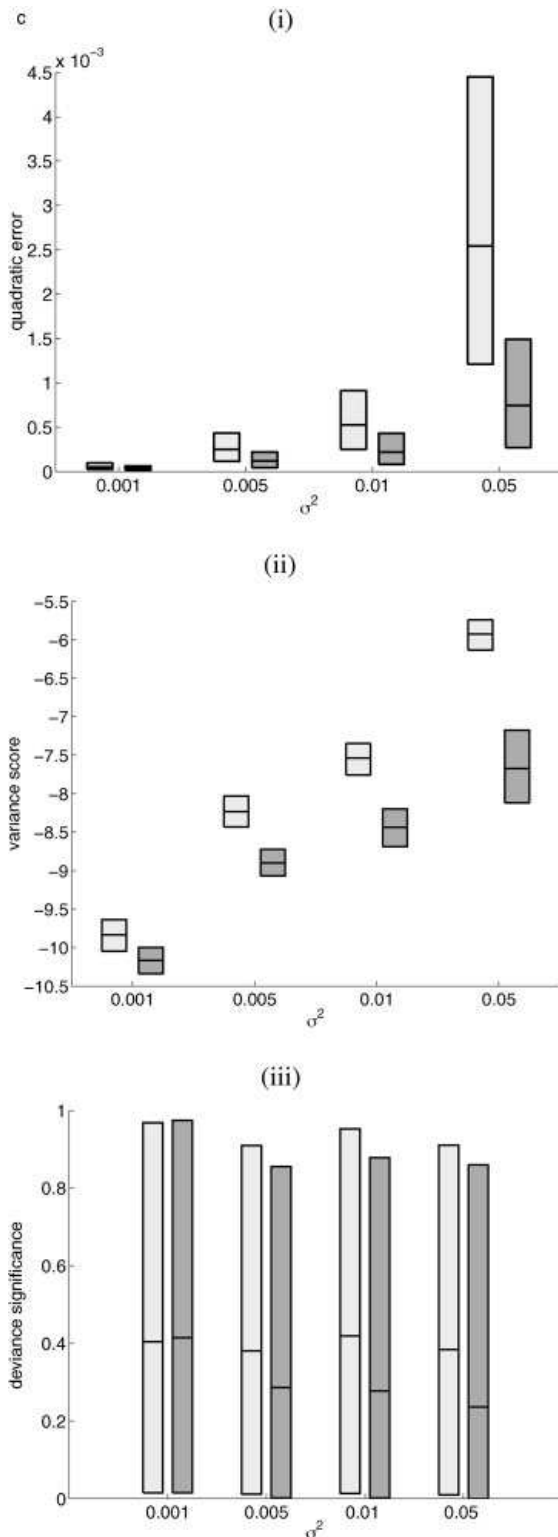 c
(i)
x 10⁻³
4.5
4
3.5
3
2.5
2
1.5
1
0.5
0
quadratic error
0.001 0.005 0.01 0.05
σ²
(ii)
−5.5
−6
−6.5
−7
−7.5
−8
−8.5
−9
−9.5
−10
−10.5
variance score
0.001 0.005 0.01 0.05
σ²
(iii)
1
0.8
0.6
0.4
0.2
0
deviance significance
0.001 0.005 0.01 0.05
σ²